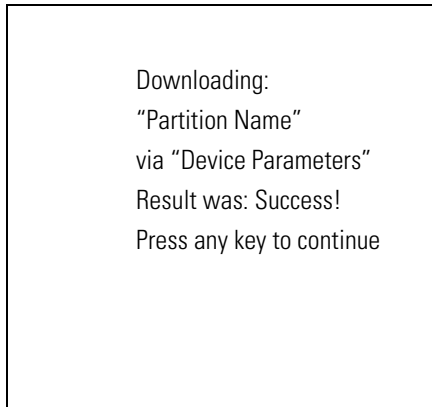 Downloading:
“Partition Name”
via “Device Parameters”
Result was: Success!
Press any key to continue